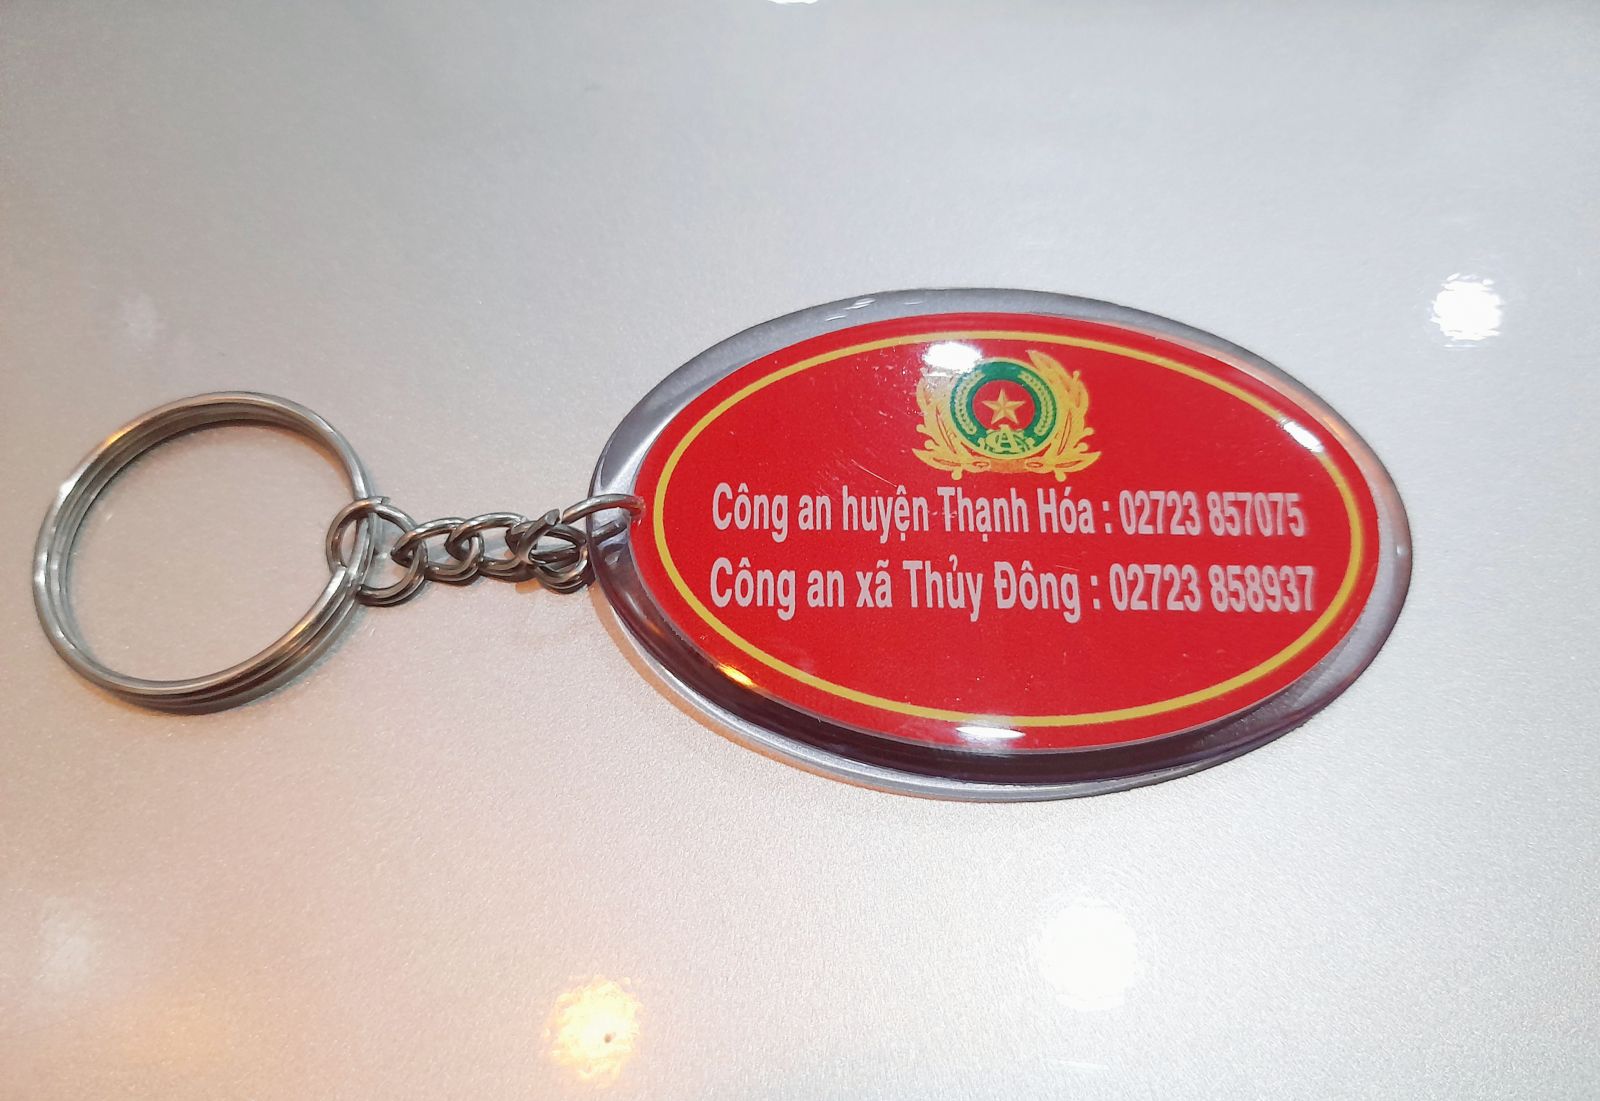 Công an huyện Thạnh Hóa : 02723 857075
Công an xã Thủy Đông : 02723 858937